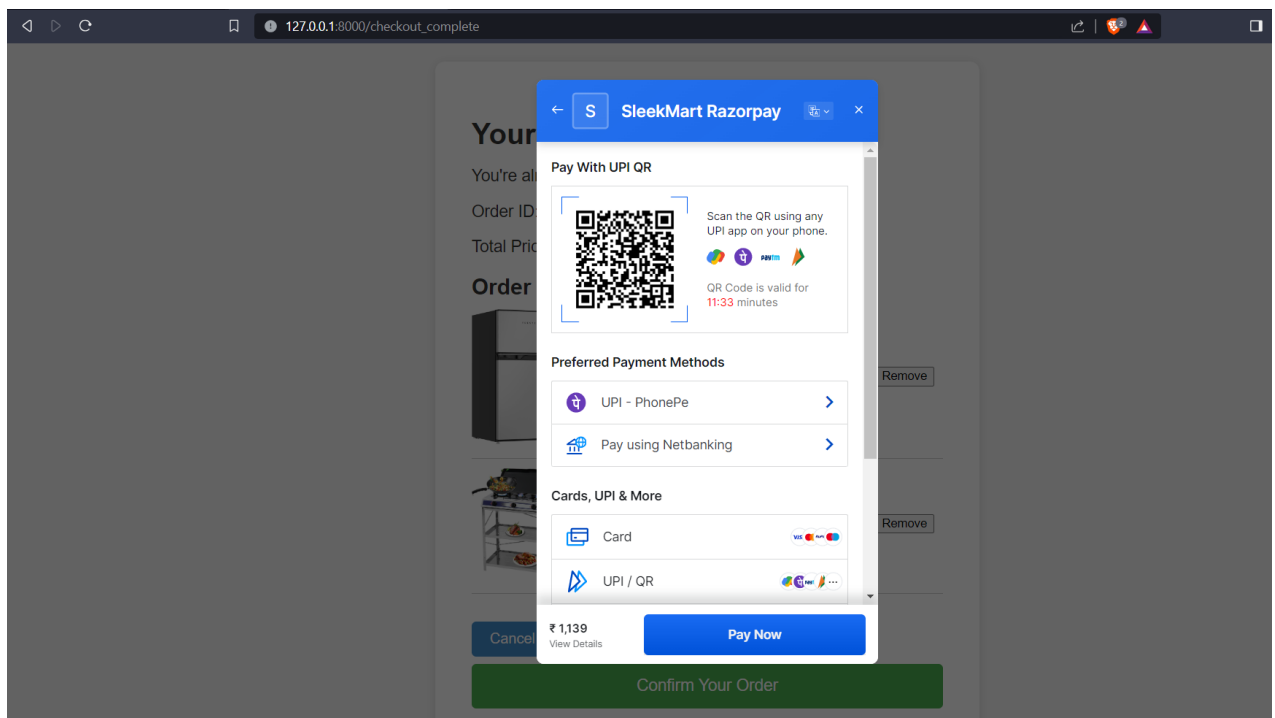 127.0.0.1:8000/checkout_complete
2
S
SleekMart Razorpay
Your
You're al
Order ID:
Total Pric
Order
Pay With UPI QR
Scan the QR using any
UPI app on your phone.
पे
paytm
QR Code is valid for
11:33 minutes
Preferred Payment Methods
Remove
पे
UPI - PhonePe
Pay using Netbanking
Cards, UPI & More
Remove
Card
VISA
UPI / QR
₹ 1,139
View Details
Pay Now
Cancel
Confirm Your Order